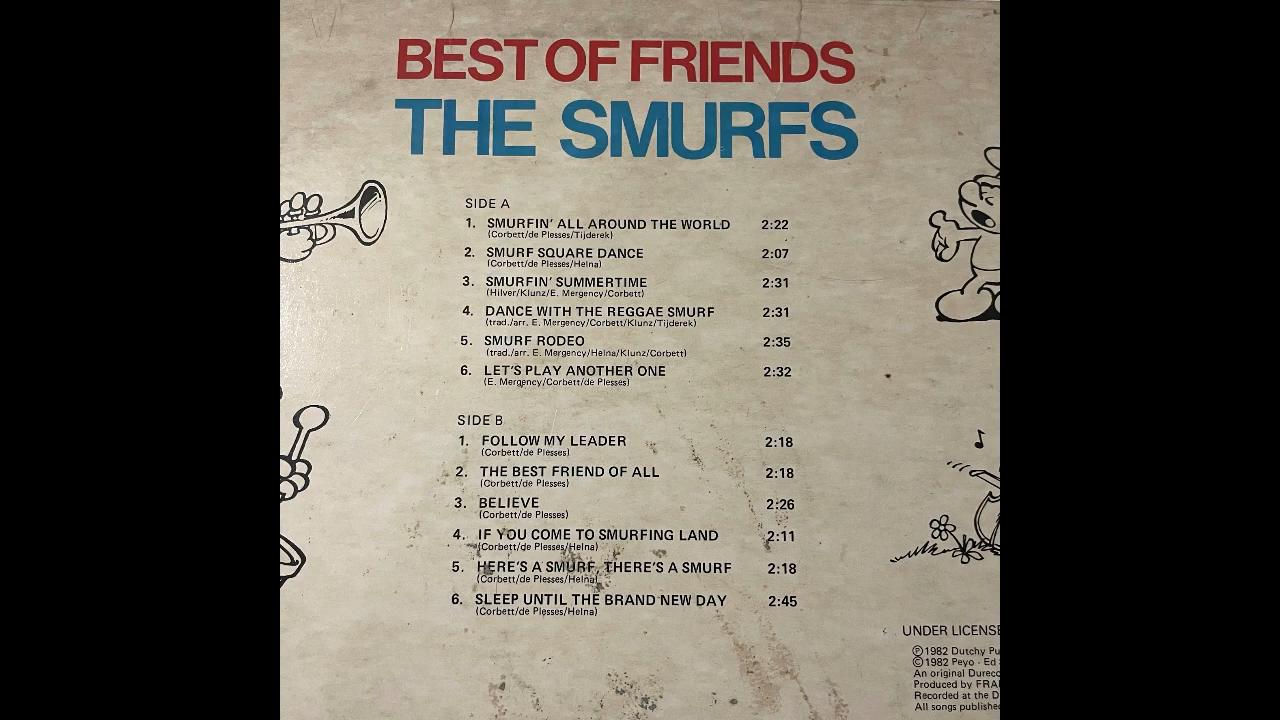 BEST OF FRIENDS
THE SMURFS
SIDE A
1. SMURFIN' ALL AROUND THE WORLD 2:22
(Corbett/de Plesses/Tijderek)
2. SMURF SQUARE DANCE 2:07
(Corbett/de Plesses/Helna)
3. SMURFIN' SUMMERTIME 2:31
(Hilver/Klunz/E. Mergency/Corbett)
4. DANCE WITH THE REGGAE SMURF 2:31
(trad./arr. E. Mergency/Corbett/Klunz/Tijderek)
5. SMURF RODEO 2:35
(trad./arr. E. Mergency/Helna/Klunz/Corbett)
6. LET'S PLAY ANOTHER ONE 2:32
(E. Mergency/Corbett/de Plesses)
SIDE B
1. FOLLOW MY LEADER 2:18
(Corbett/de Plesses)
2. THE BEST FRIEND OF ALL 2:18
(Corbett/de Plesses)
3. BELIEVE 2:26
(Corbett/de Plesses)
4. IF YOU COME TO SMURFING LAND 2:11
(Corbett/de Plesses/Helna)
5. HERE'S A SMURF, THERE'S A SMURF 2:18
(Corbett/de Plesses/Helna)
6. SLEEP UNTIL THE BRAND NEW DAY 2:45
(Corbett/de Plesses/Helna)
UNDER LICENSE
℗ 1982 Dutchy
© 1982 Peyo - Ed
An original
Produced by
Recorded at the
All songs